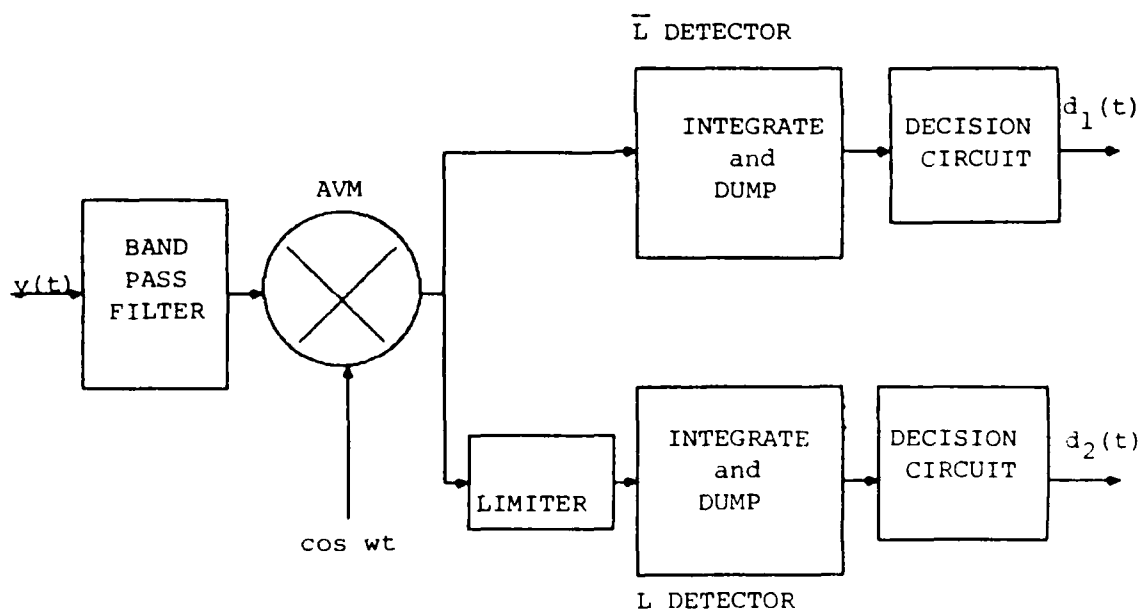 L̅ DETECTOR
INTEGRATE
and
DUMP
DECISION
CIRCUIT
d₁(t)
AVM
BAND
PASS
FILTER
v(t)
cos wt
LIMITER
INTEGRATE
and
DUMP
DECISION
CIRCUIT
d₂(t)
L DETECTOR